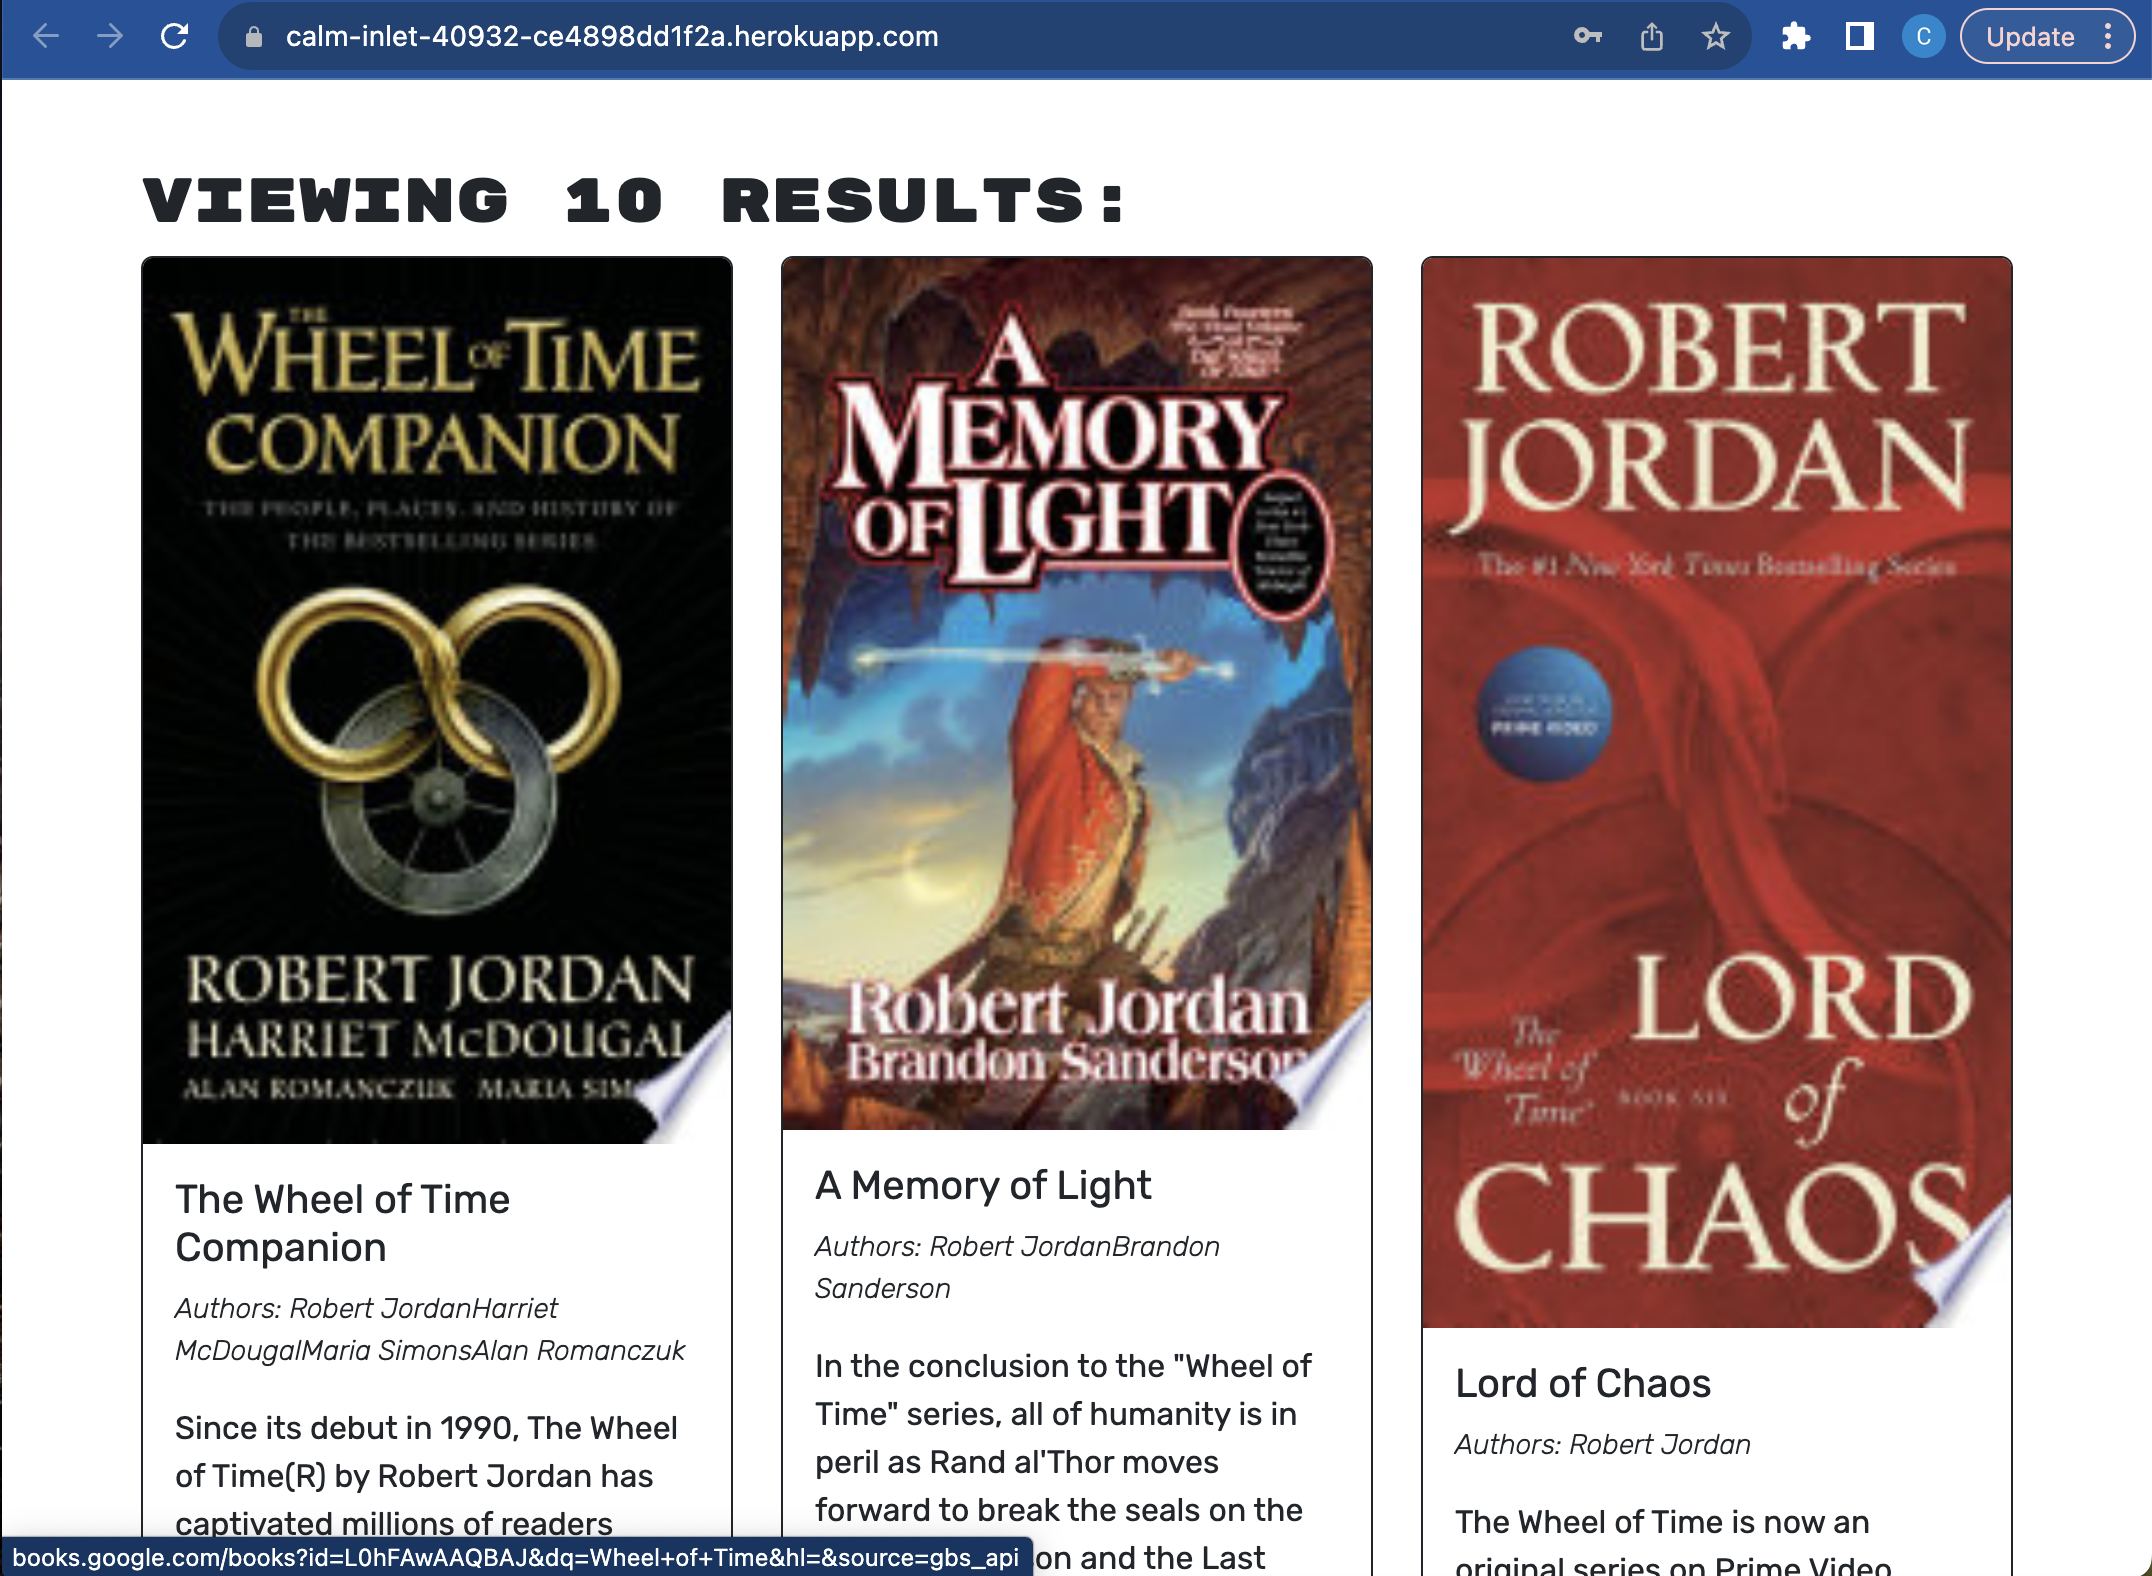 calm-inlet-40932-ce4898dd1f2a.herokuapp.com
C
Update
VIEWING 10 RESULTS:
THE
WHEEL OF TIME
COMPANION
THE PEOPLE, PLACES, AND HISTORY OF
THE BESTSELLING SERIES
ROBERT JORDAN
HARRIET McDOUGAL
ALAN ROMANCZUK MARIA SIM
The Wheel of Time
Companion
Authors: Robert JordanHarriet
McDougalMaria SimonsAlan Romanczuk
Since its debut in 1990, The Wheel
of Time(R) by Robert Jordan has
captivated millions of readers
A
MEMORY
OF LIGHT
Robert Jordan
Brandon Sanderson
A Memory of Light
Authors: Robert JordanBrandon
Sanderson
In the conclusion to the "Wheel of
Time" series, all of humanity is in
peril as Rand al'Thor moves
forward to break the seals on the
on and the Last
ROBERT
JORDAN
The #1 New York Times Bestselling Series
PRIME VIDEO
LORD
The
Wheel of
Time
BOOK SIX
of
CHAOS
Lord of Chaos
Authors: Robert Jordan
The Wheel of Time is now an
original series on Prime Video
books.google.com/books?id=L0hFAwAAQBAJ&dq=Wheel+of+Time&hl=&source=gbs_api